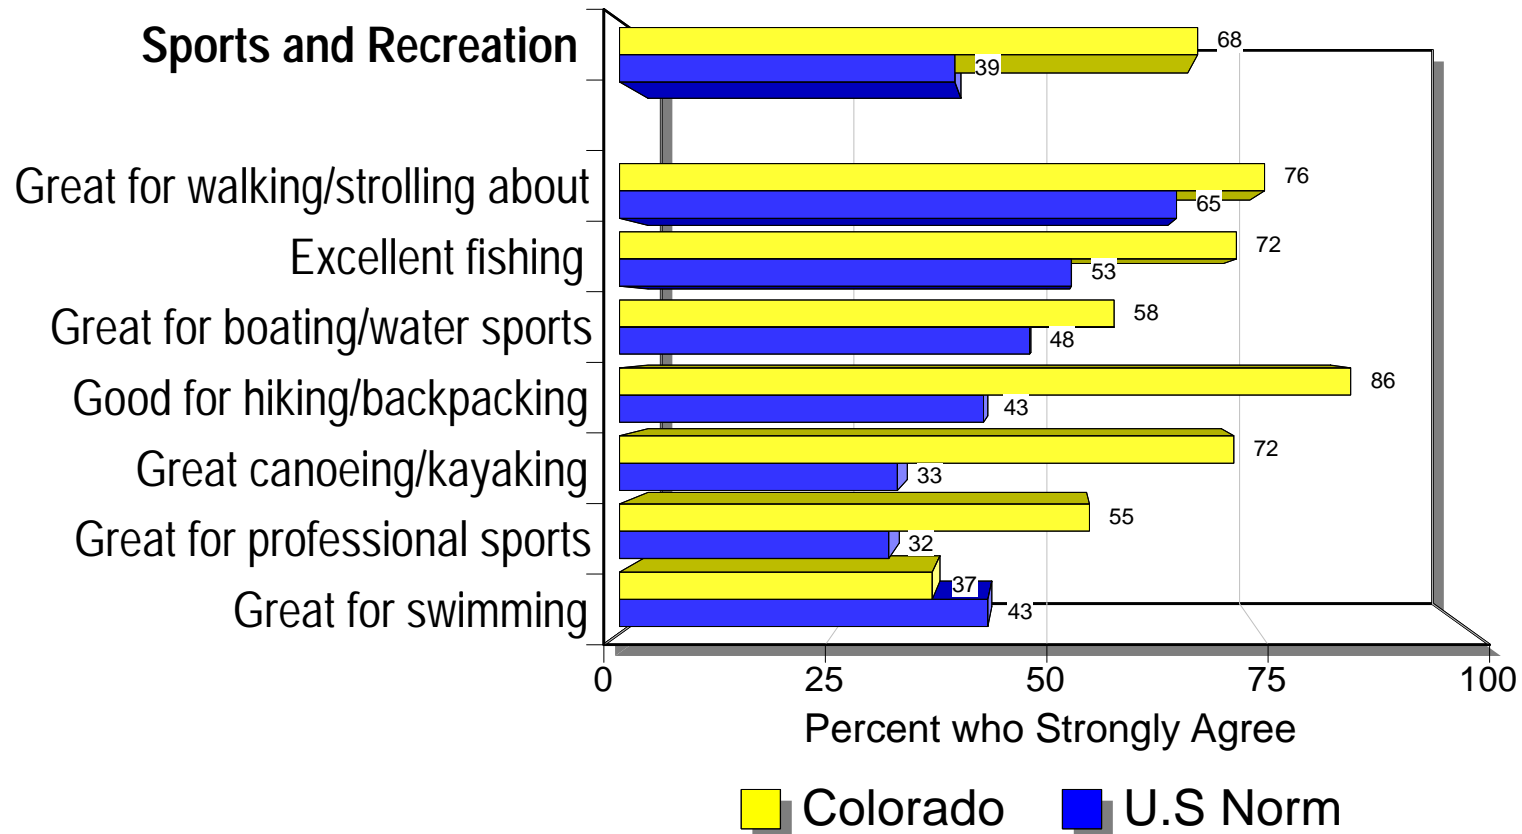 Sports and Recreation 68
39
Great for walking/strolling about 76
65
Excellent fishing 72
53
Great for boating/water sports 58
48
Good for hiking/backpacking 86
43
Great canoeing/kayaking 72
33
Great for professional sports 55
32
37
Great for swimming 43
0 25 50 75 100
Percent who Strongly Agree
Colorado U.S Norm